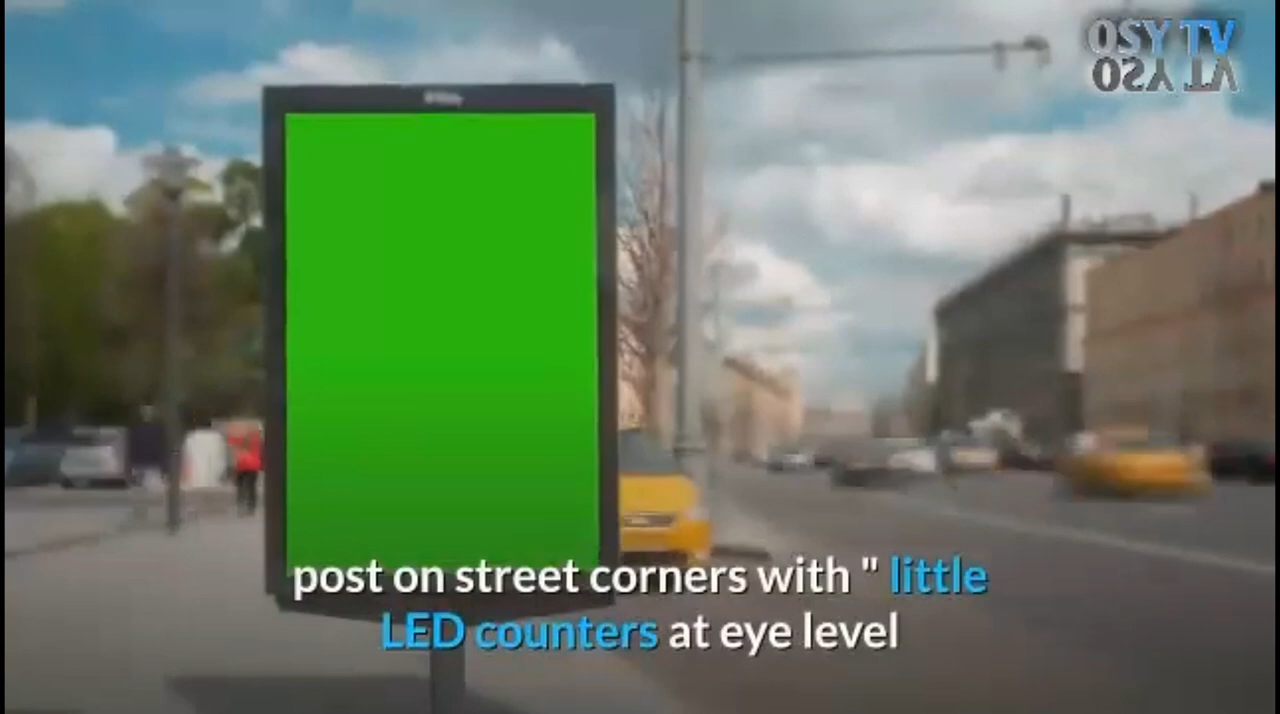 OSY TV
post on street corners with " little
LED counters at eye level